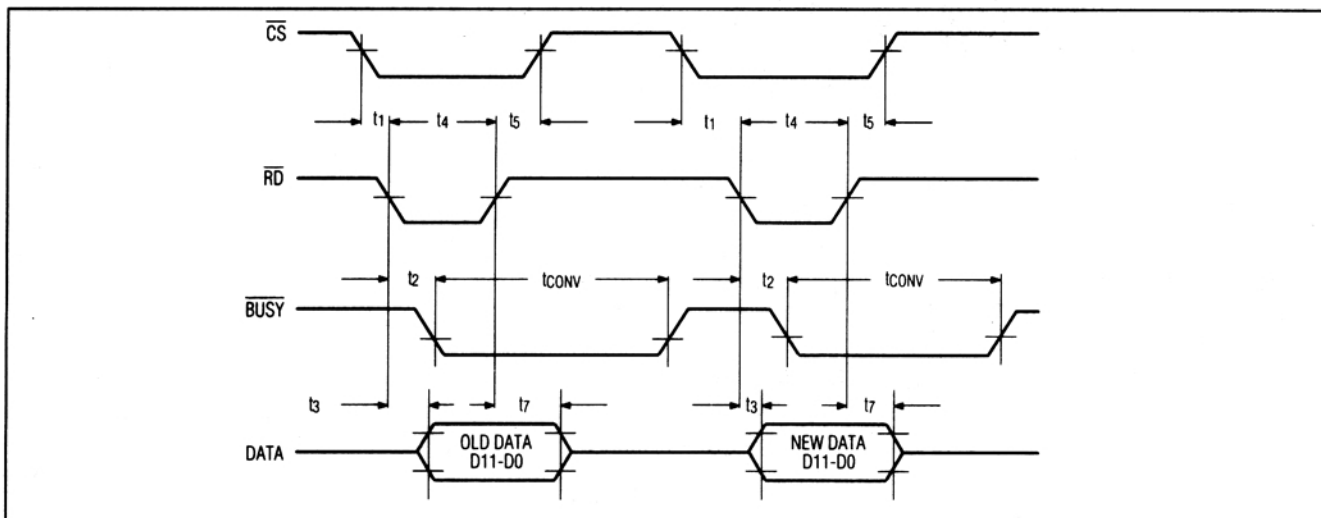 CS
t1 t4 t5 t1 t4 t5
RD
t2 tCONV t2 tCONV
BUSY
t3 t7 t3 t7
DATA
OLD DATA
D11-D0
NEW DATA
D11-D0